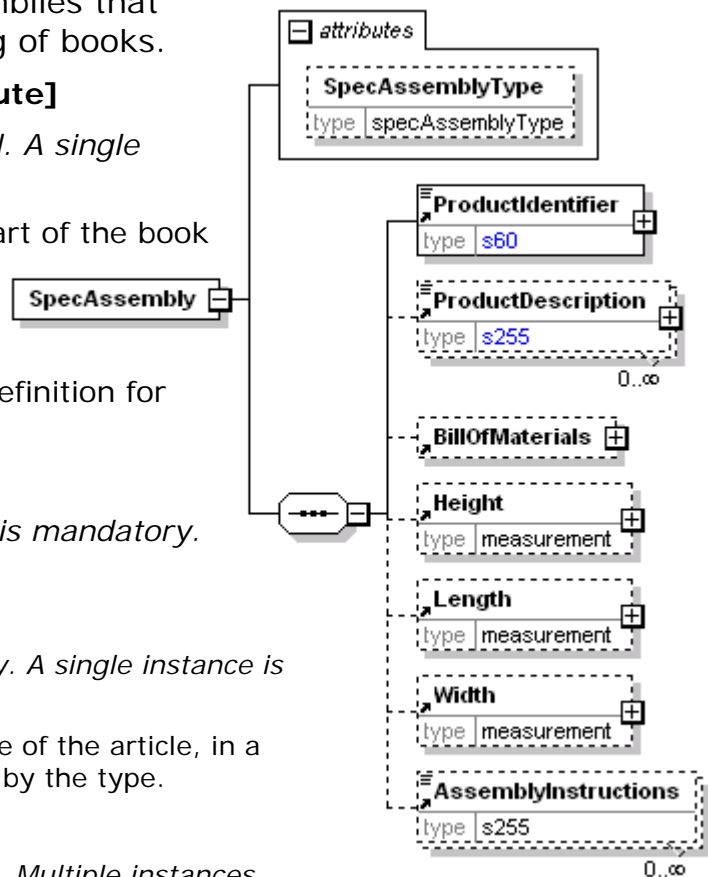 that
g of books.
ute]
. A single
art of the book
efinition for
is mandatory.
. A single instance is
e of the article, in a
by the type.
Multiple instances
attributes
SpecAssemblyType
type specAssemblyType
SpecAssembly
ProductIdentifier
type s60
ProductDescription
type s255
0..∞
BillOfMaterials
Height
type measurement
Length
type measurement
Width
type measurement
AssemblyInstructions
type s255
0..∞